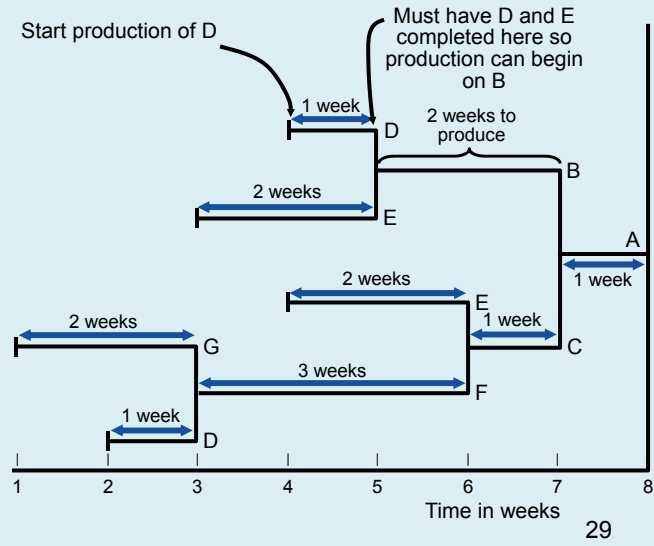 Start production of D
Must have D and E
completed here so
production can begin
on B
1 week
D
2 weeks to
produce
B
2 weeks
E
A
1 week
2 weeks
E
1 week
C
2 weeks
G
3 weeks
F
1 week
D
1 2 3 4 5 6 7 8
Time in weeks
29